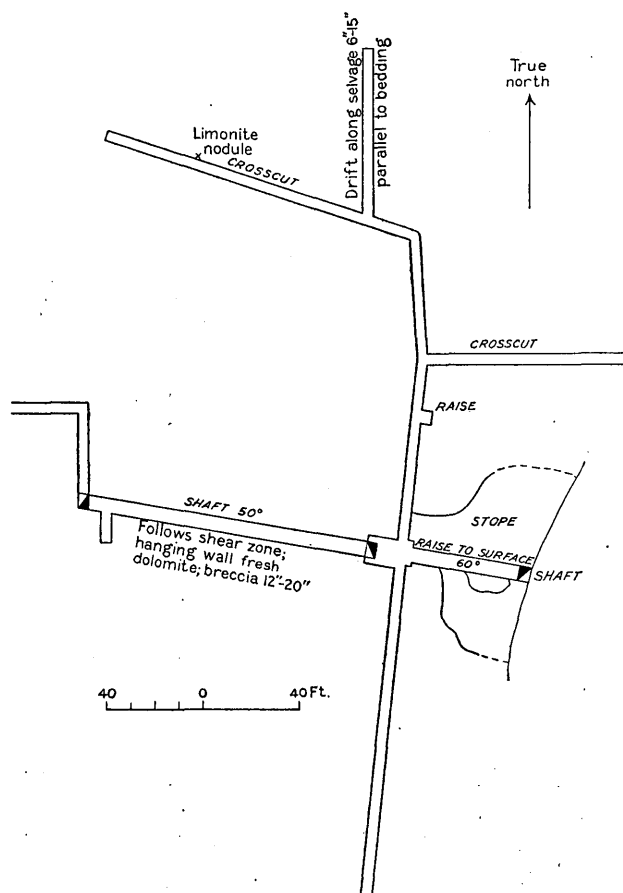 Drift along selvage 6-15"
parallel to bedding
True
north
Limonite
nodule
x
CROSSCUT
CROSSCUT
RAISE
SHAFT 50°
STOPE
Follows shear zone;
hanging wall fresh
dolomite; breccia 12"-20"
RAISE TO SURFACE
60°
SHAFT
40 0 40 Ft.